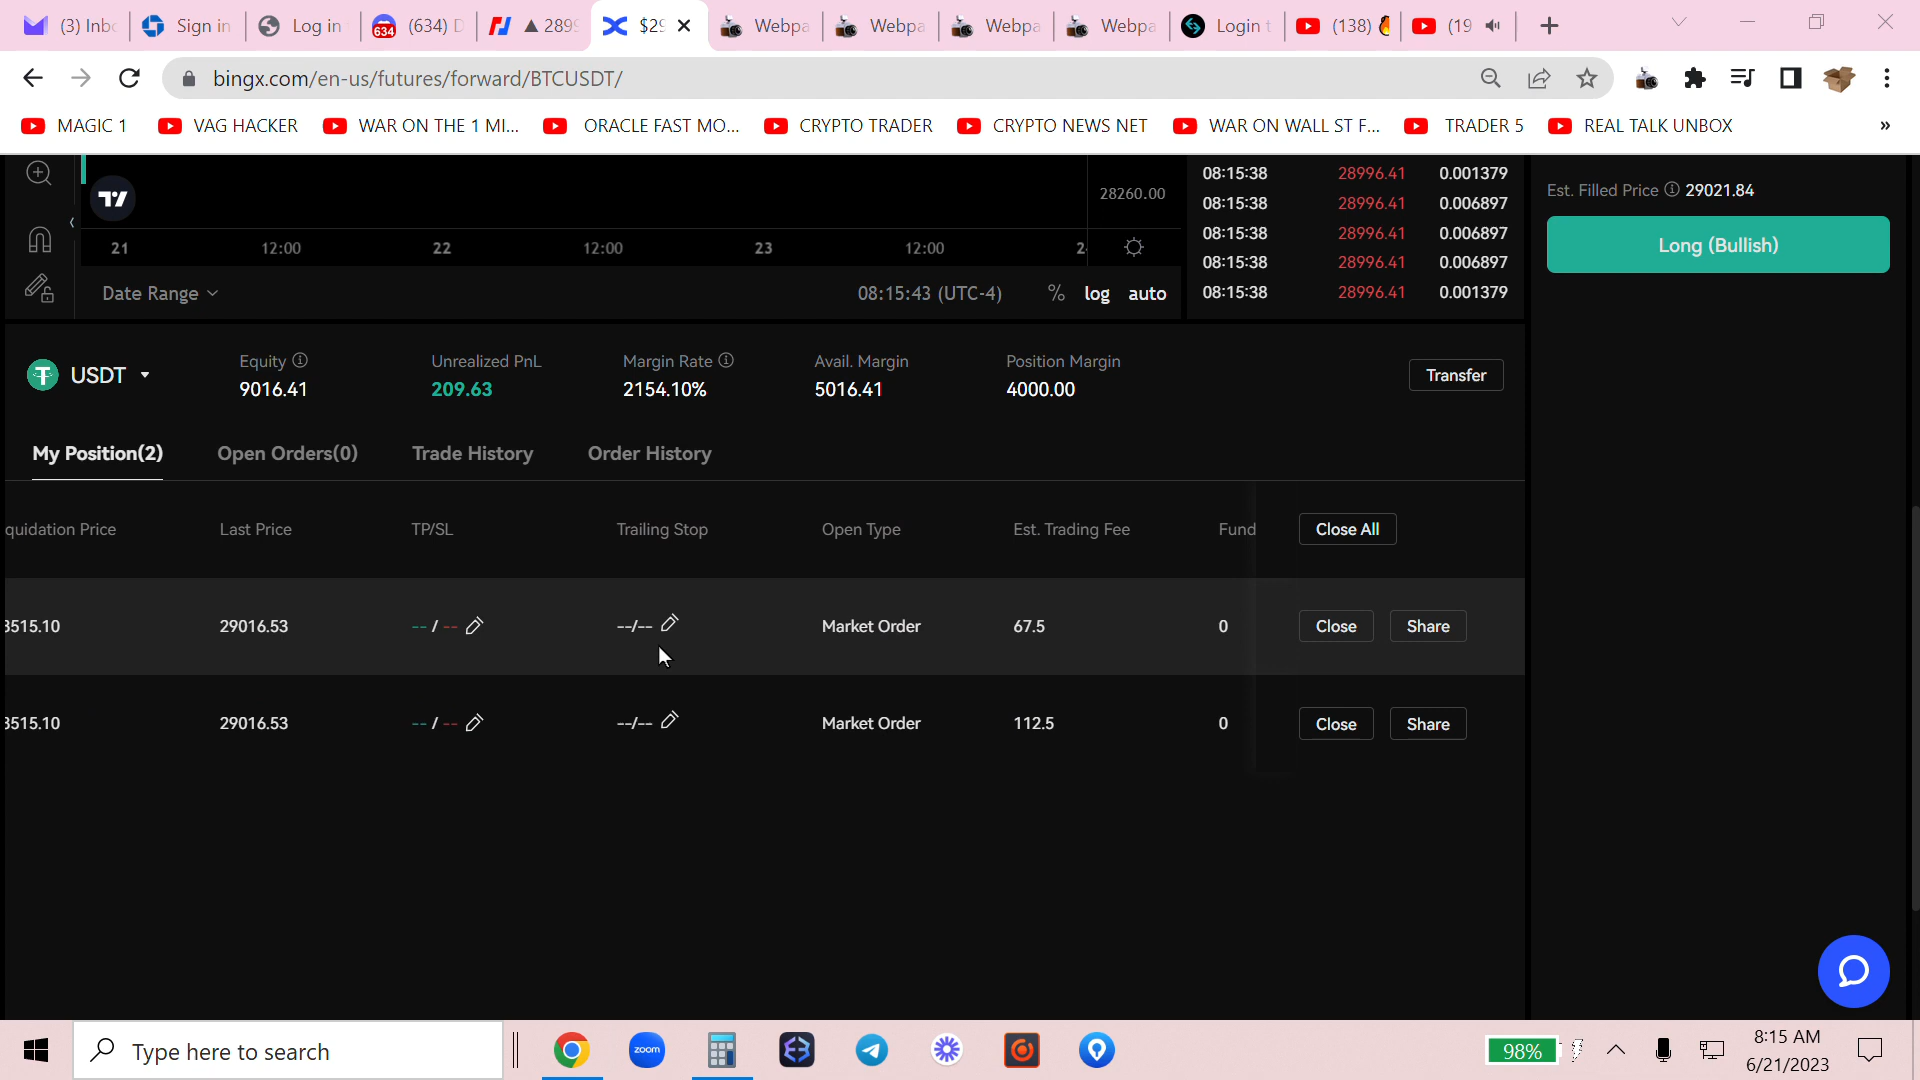 (3) Inbc
Sign in
Log in
634
(634) D
▲ 2899
$29
Webpa
Webpa
Webpa
Webpa
Login t
(138)
(19
bingx.com/en-us/futures/forward/BTCUSDT/
MAGIC 1
VAG HACKER
WAR ON THE 1 MI...
ORACLE FAST MO...
CRYPTO TRADER
CRYPTO NEWS NET
WAR ON WALL ST F...
TRADER 5
REAL TALK UNBOX
»
28260.00
21 12:00 22 12:00 23 12:00 2
Date Range
08:15:43 (UTC-4) % log auto
08:15:38 28996.41 0.001379
08:15:38 28996.41 0.006897
08:15:38 28996.41 0.006897
08:15:38 28996.41 0.006897
08:15:38 28996.41 0.001379
Est. Filled Price 29021.84
Long (Bullish)
USDT
Equity
9016.41
Unrealized PnL
209.63
Margin Rate
2154.10%
Avail. Margin
5016.41
Position Margin
4000.00
Transfer
My Position(2) Open Orders(0) Trade History Order History
quidation Price Last Price TP/SL Trailing Stop Open Type Est. Trading Fee Fund Close All
3515.10 29016.53 -- / -- --/-- Market Order 67.5 0 Close Share
3515.10 29016.53 -- / -- --/-- Market Order 112.5 0 Close Share
Type here to search
zoom
98%
8:15 AM
6/21/2023